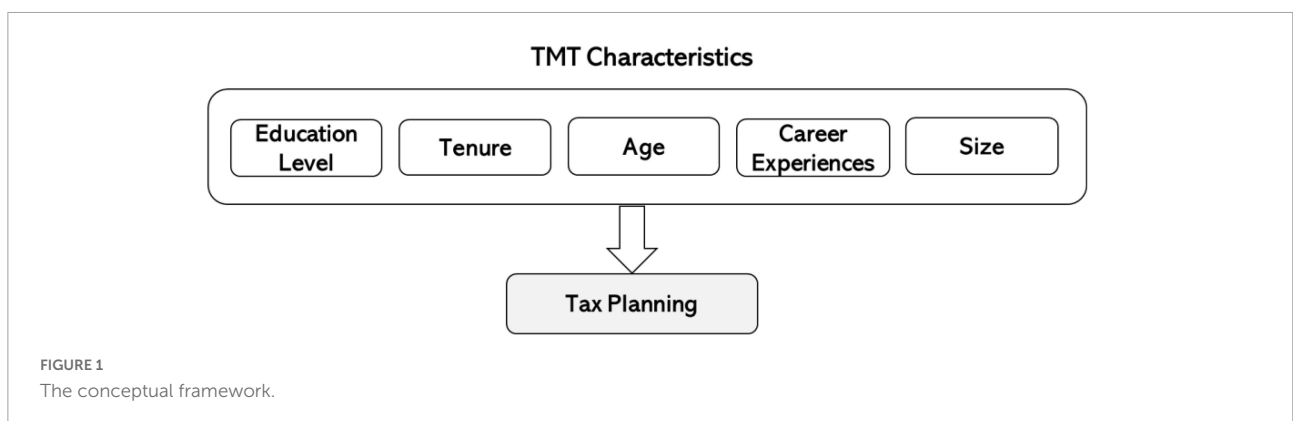 TMT Characteristics
Education
Level
Tenure
Age
Career
Experiences
Size
Tax Planning
FIGURE 1
The conceptual framework.